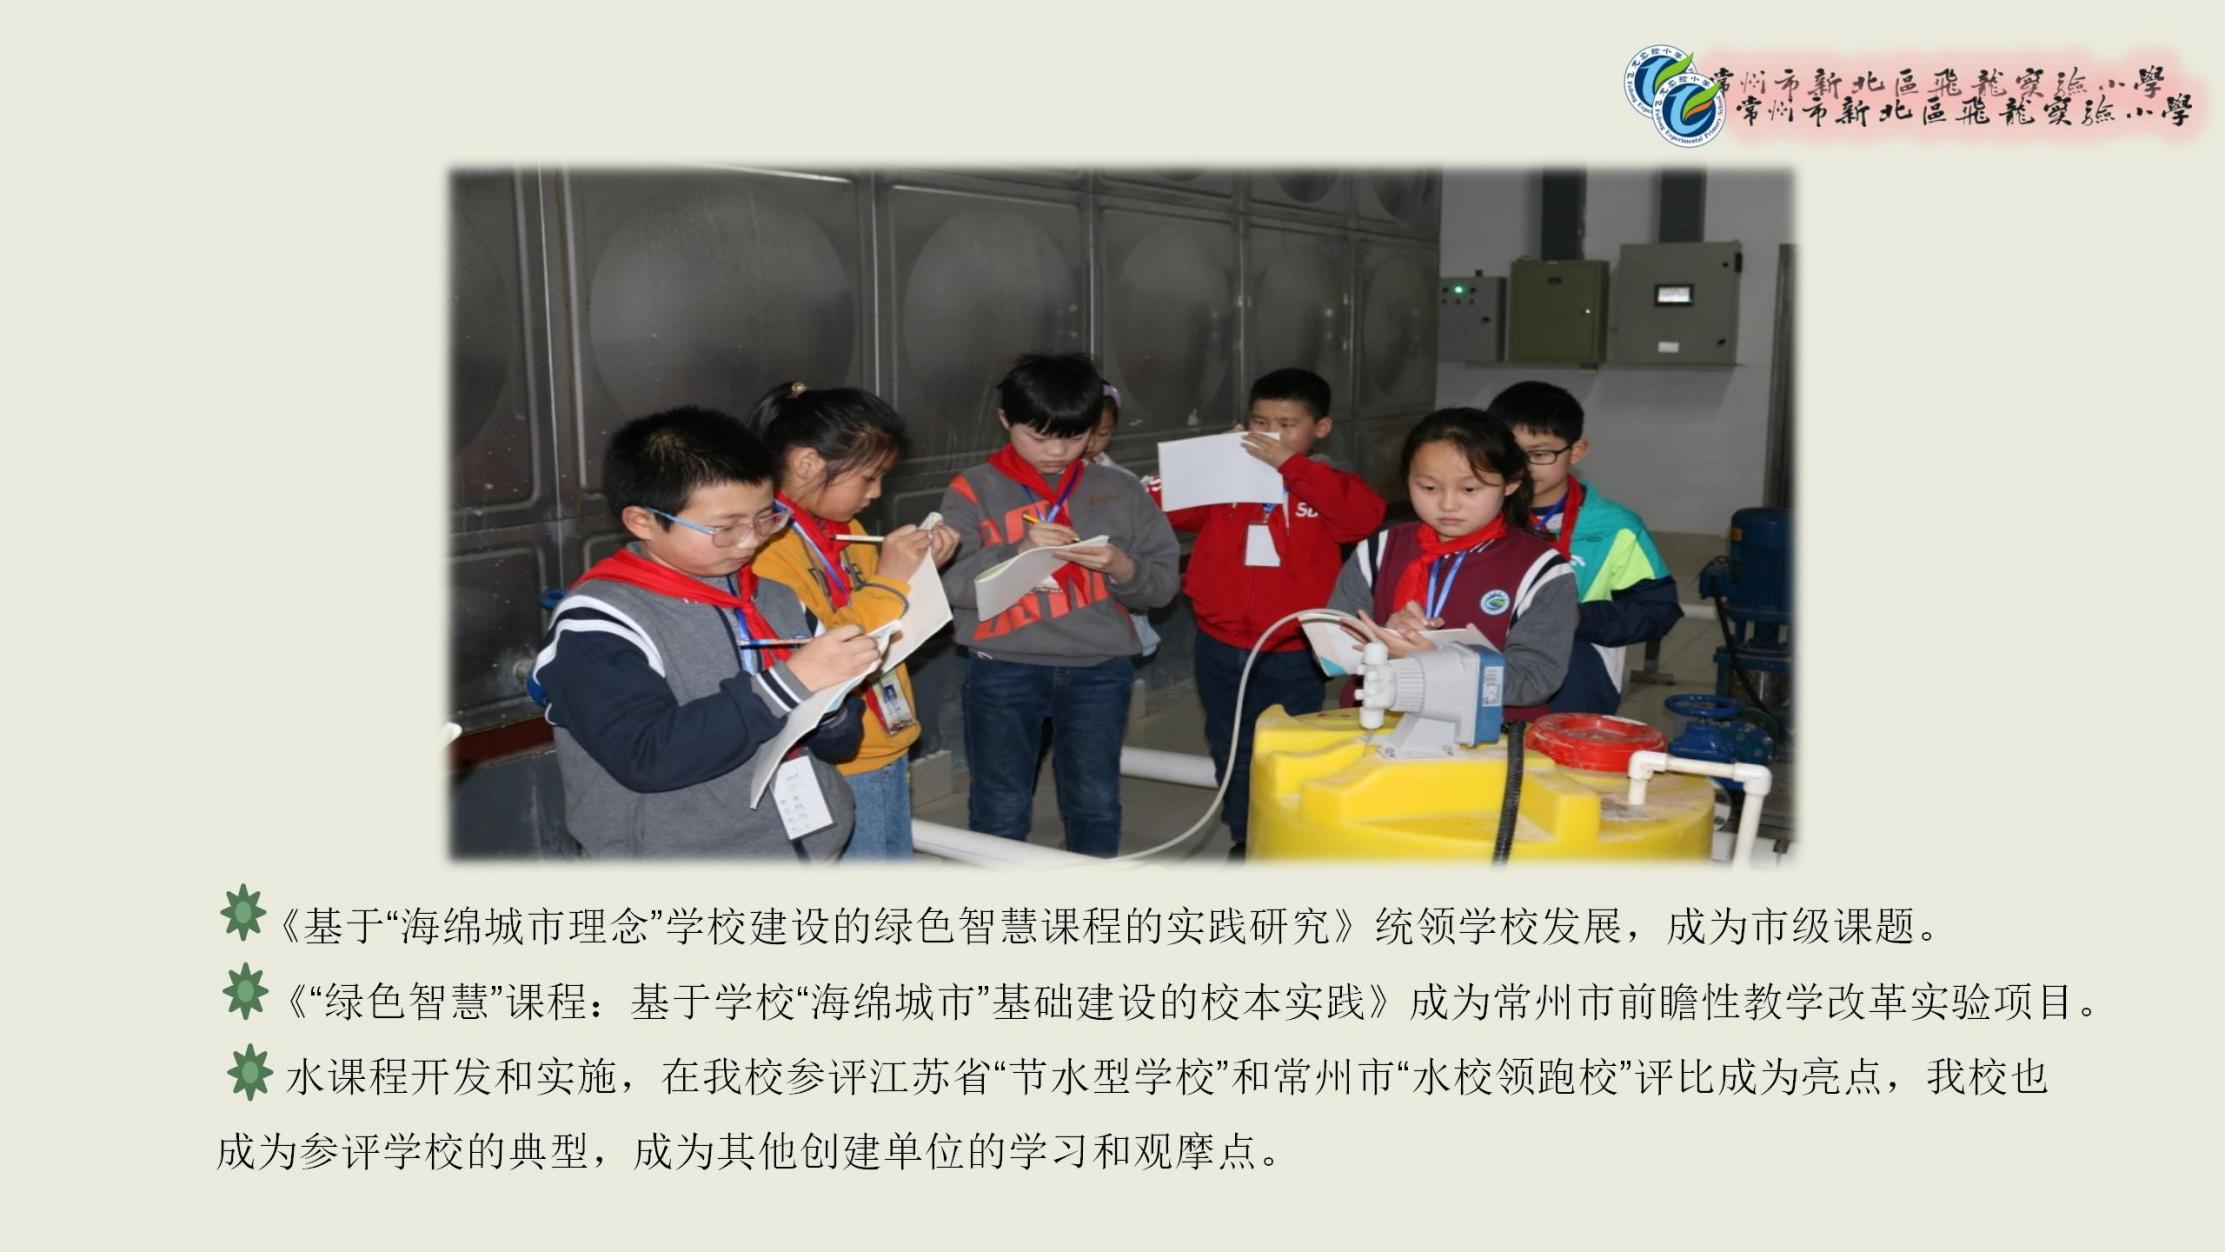 常州市新北區飛龍實驗小學
常州市新北區飛龍實驗小學
《基于“海绵城市理念”学校建设的绿色智慧课程的实践研究》统领学校发展，成为市级课题。
《“绿色智慧”课程：基于学校“海绵城市”基础建设的校本实践》成为常州市前瞻性教学改革实验项目。
水课程开发和实施，在我校参评江苏省“节水型学校”和常州市“水校领跑校”评比成为亮点，我校也
成为参评学校的典型，成为其他创建单位的学习和观摩点。